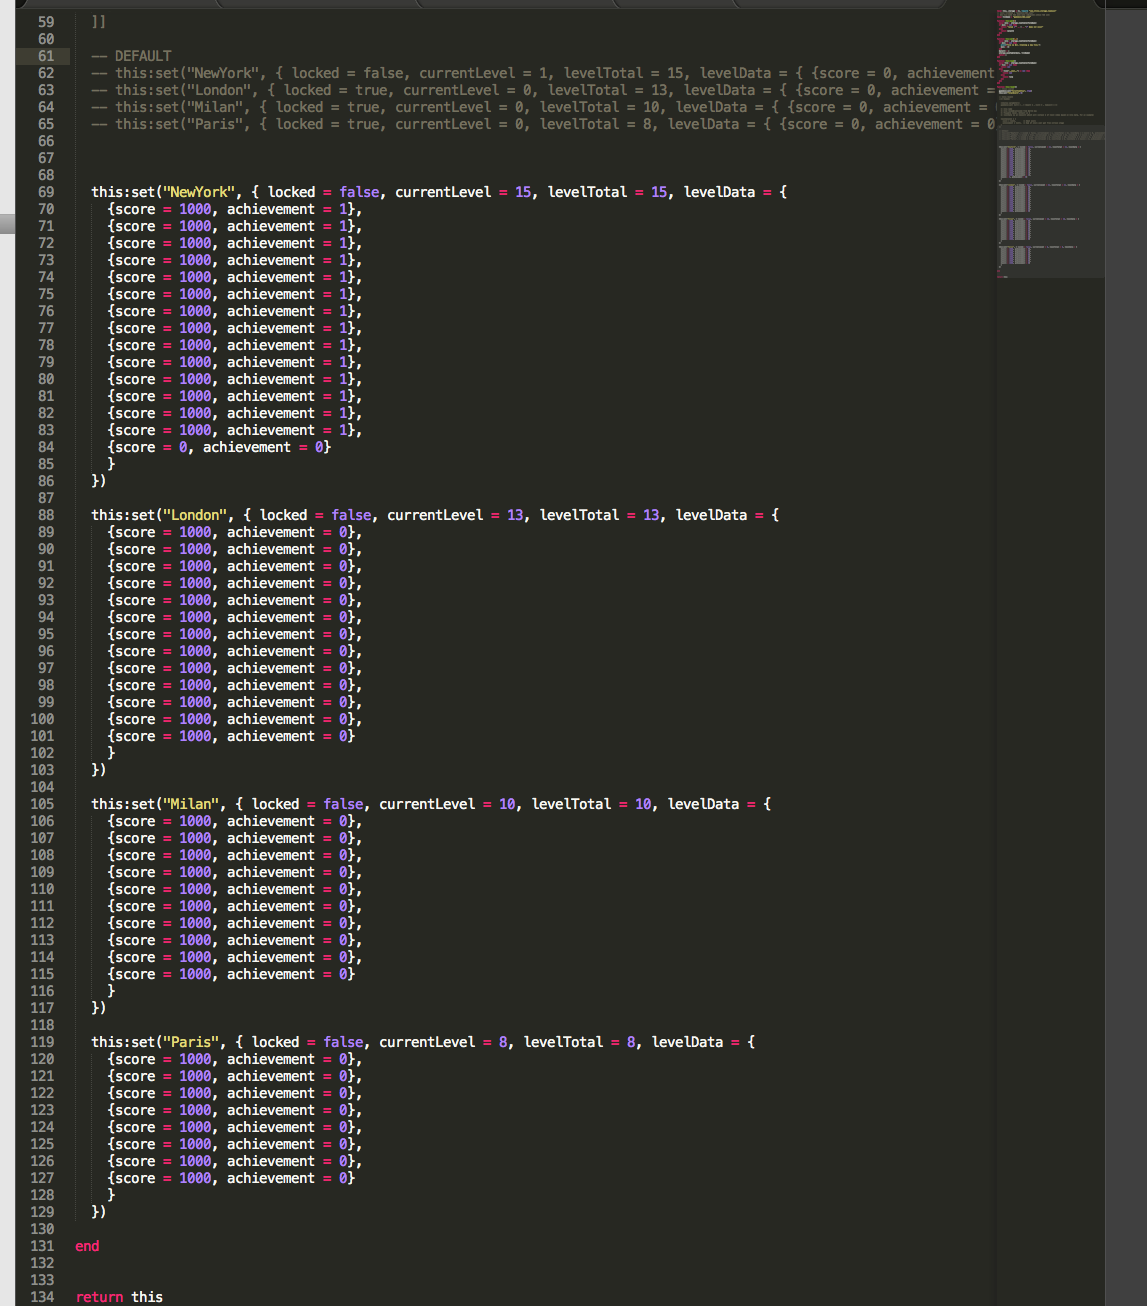 59 ]]
60
61 -- DEFAULT
62 -- this:set("NewYork", { locked = false, currentLevel = 1, levelTotal = 15, levelData = { {score = 0, achievement
63 -- this:set("London", { locked = true, currentLevel = 0, levelTotal = 13, levelData = { {score = 0, achievement =
64 -- this:set("Milan", { locked = true, currentLevel = 0, levelTotal = 10, levelData = { {score = 0, achievement =
65 -- this:set("Paris", { locked = true, currentLevel = 0, levelTotal = 8, levelData = { {score = 0, achievement = 0
66
67
68
69 this:set("NewYork", { locked = false, currentLevel = 15, levelTotal = 15, levelData = {
70 {score = 1000, achievement = 1},
71 {score = 1000, achievement = 1},
72 {score = 1000, achievement = 1},
73 {score = 1000, achievement = 1},
74 {score = 1000, achievement = 1},
75 {score = 1000, achievement = 1},
76 {score = 1000, achievement = 1},
77 {score = 1000, achievement = 1},
78 {score = 1000, achievement = 1},
79 {score = 1000, achievement = 1},
80 {score = 1000, achievement = 1},
81 {score = 1000, achievement = 1},
82 {score = 1000, achievement = 1},
83 {score = 1000, achievement = 1},
84 {score = 0, achievement = 0}
85 }
86 })
87
88 this:set("London", { locked = false, currentLevel = 13, levelTotal = 13, levelData = {
89 {score = 1000, achievement = 0},
90 {score = 1000, achievement = 0},
91 {score = 1000, achievement = 0},
92 {score = 1000, achievement = 0},
93 {score = 1000, achievement = 0},
94 {score = 1000, achievement = 0},
95 {score = 1000, achievement = 0},
96 {score = 1000, achievement = 0},
97 {score = 1000, achievement = 0},
98 {score = 1000, achievement = 0},
99 {score = 1000, achievement = 0},
100 {score = 1000, achievement = 0},
101 {score = 1000, achievement = 0}
102 }
103 })
104
105 this:set("Milan", { locked = false, currentLevel = 10, levelTotal = 10, levelData = {
106 {score = 1000, achievement = 0},
107 {score = 1000, achievement = 0},
108 {score = 1000, achievement = 0},
109 {score = 1000, achievement = 0},
110 {score = 1000, achievement = 0},
111 {score = 1000, achievement = 0},
112 {score = 1000, achievement = 0},
113 {score = 1000, achievement = 0},
114 {score = 1000, achievement = 0},
115 {score = 1000, achievement = 0}
116 }
117 })
118
119 this:set("Paris", { locked = false, currentLevel = 8, levelTotal = 8, levelData = {
120 {score = 1000, achievement = 0},
121 {score = 1000, achievement = 0},
122 {score = 1000, achievement = 0},
123 {score = 1000, achievement = 0},
124 {score = 1000, achievement = 0},
125 {score = 1000, achievement = 0},
126 {score = 1000, achievement = 0},
127 {score = 1000, achievement = 0}
128 }
129 })
130
131 end
132
133
134 return this